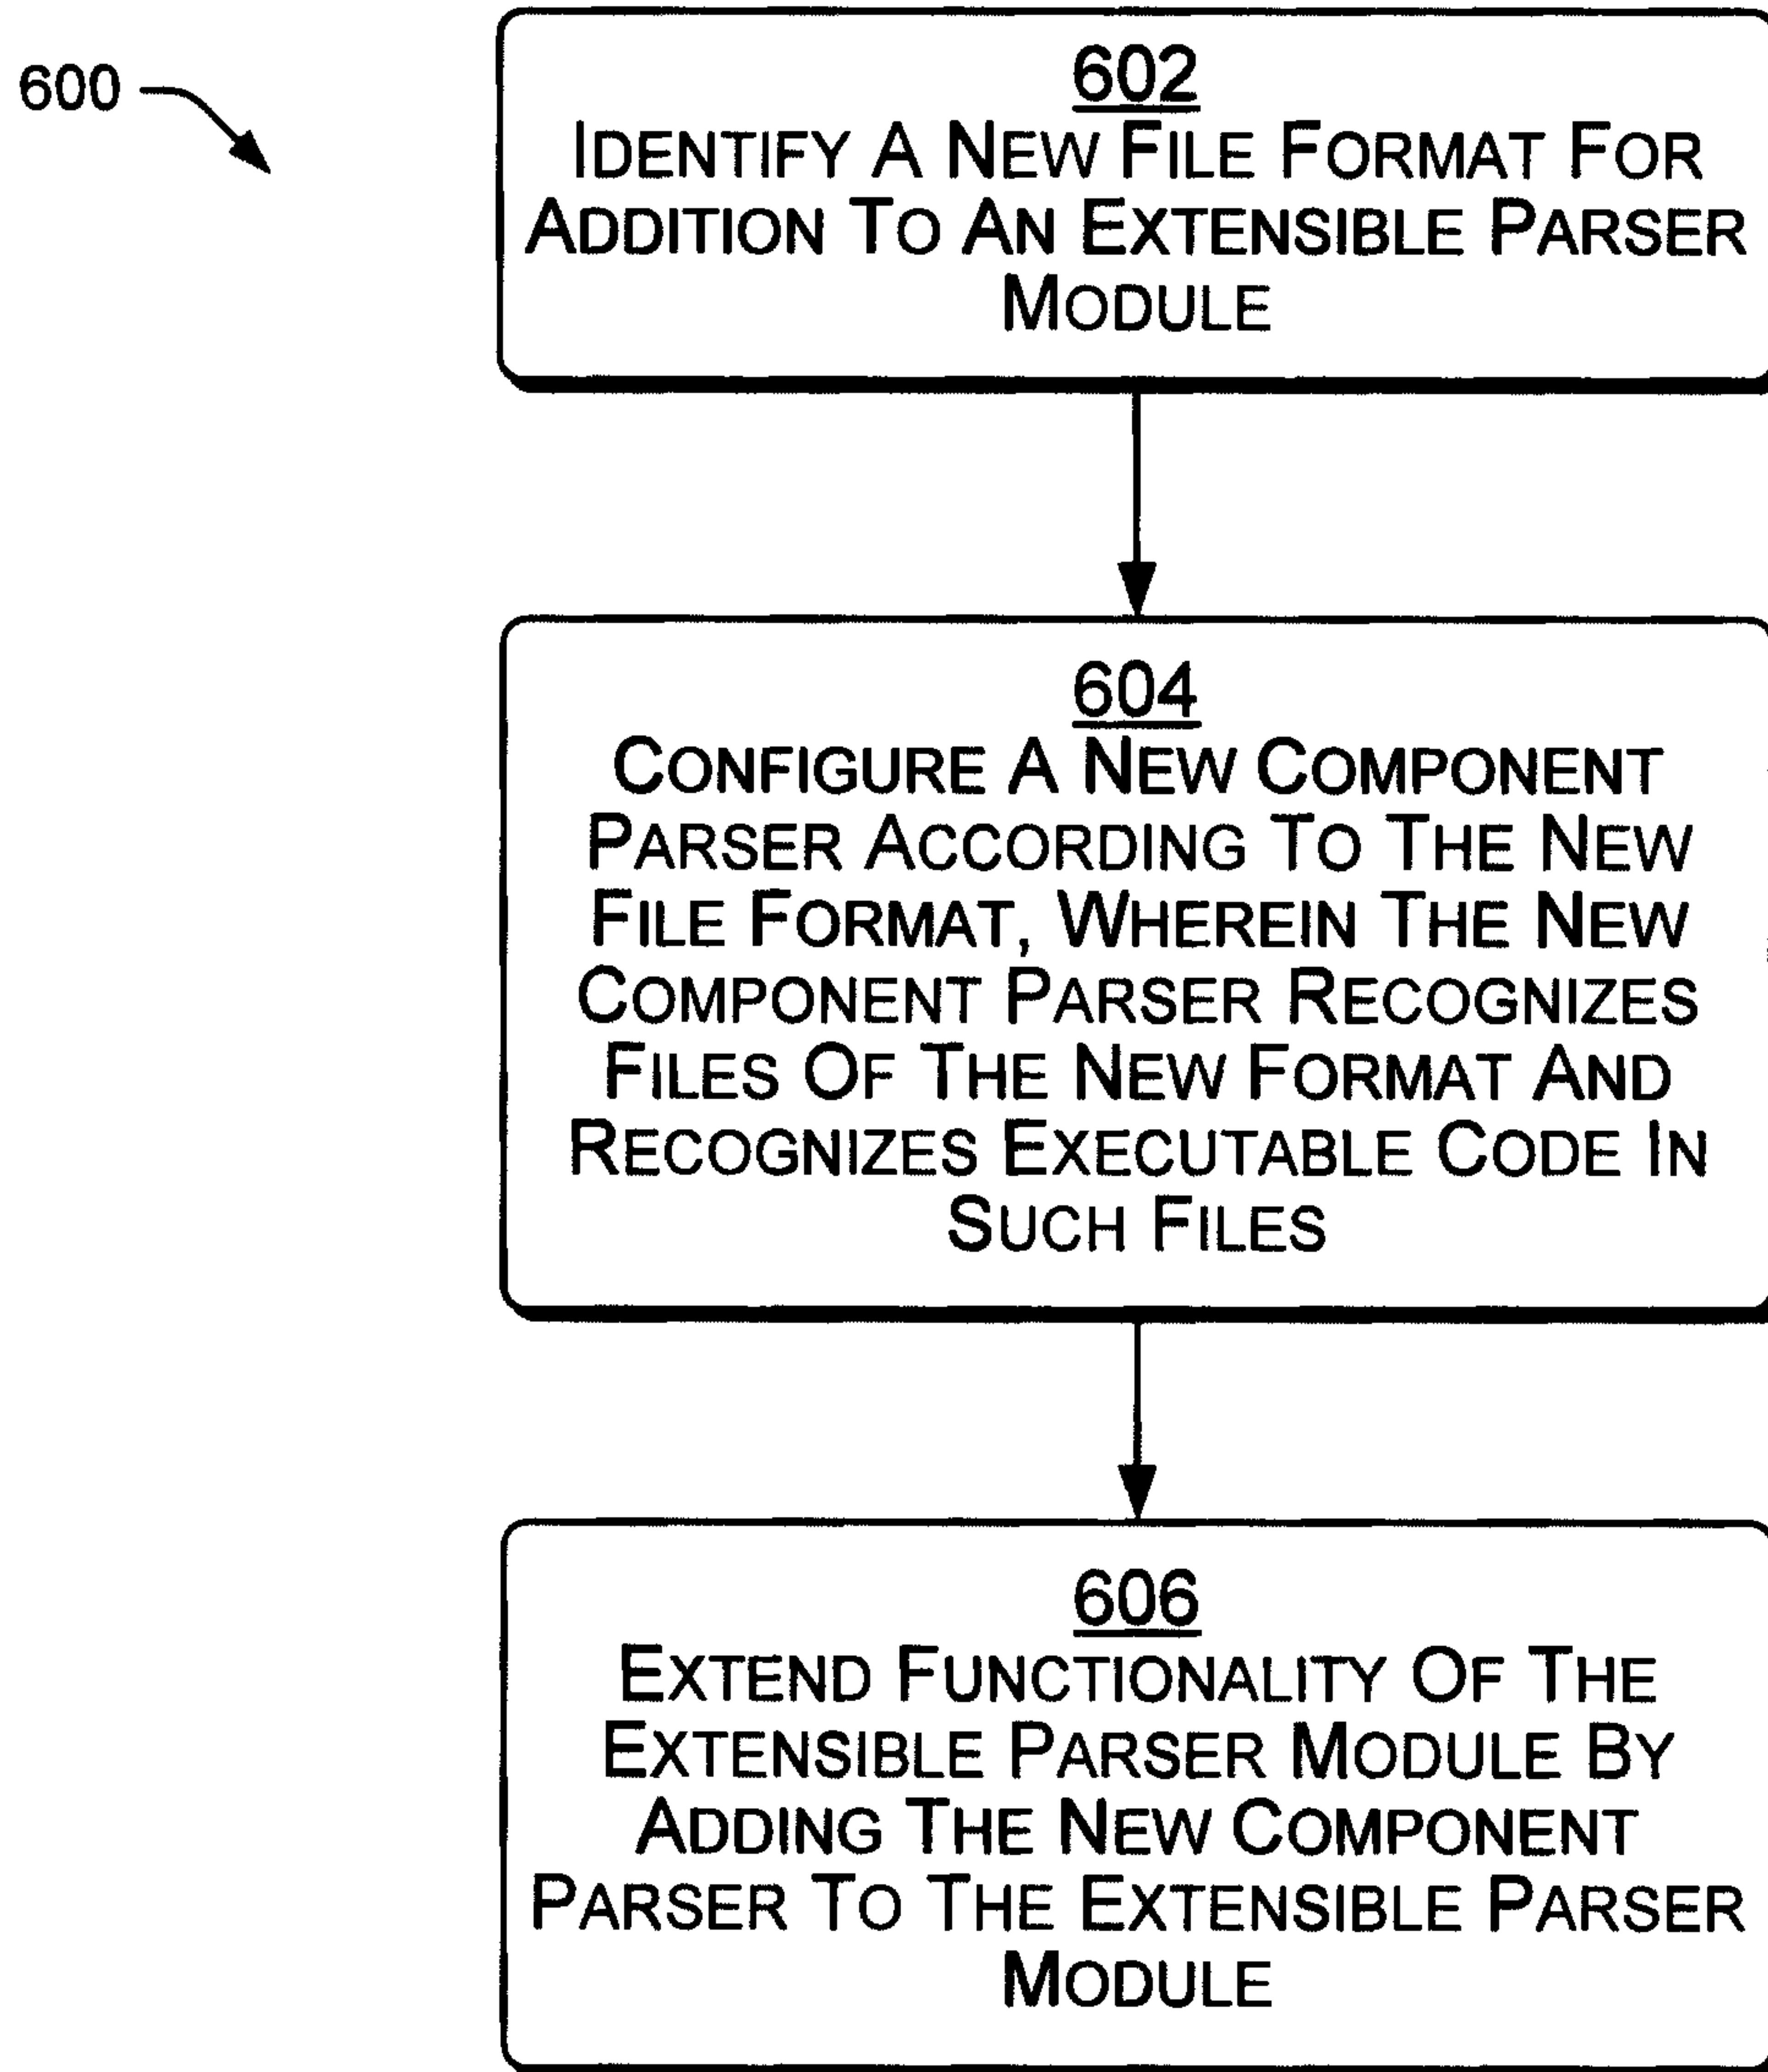 600
602
IDENTIFY A NEW FILE FORMAT FOR
ADDITION TO AN EXTENSIBLE PARSER
MODULE
604
CONFIGURE A NEW COMPONENT
PARSER ACCORDING TO THE NEW
FILE FORMAT, WHEREIN THE NEW
COMPONENT PARSER RECOGNIZES
FILES OF THE NEW FORMAT AND
RECOGNIZES EXECUTABLE CODE IN
SUCH FILES
606
EXTEND FUNCTIONALITY OF THE
EXTENSIBLE PARSER MODULE BY
ADDING THE NEW COMPONENT
PARSER TO THE EXTENSIBLE PARSER
MODULE